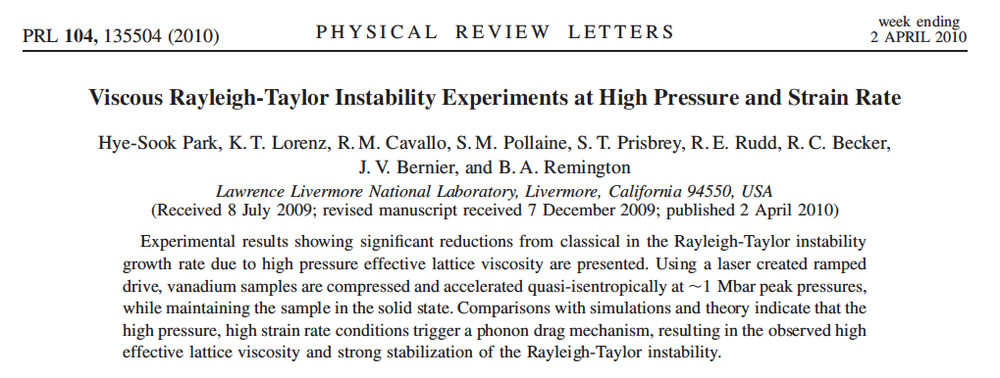 PRL 104, 135504 (2010)
PHYSICAL REVIEW LETTERS
week ending
2 APRIL 2010
Viscous Rayleigh-Taylor Instability Experiments at High Pressure and Strain Rate
Hye-Sook Park, K. T. Lorenz, R. M. Cavallo, S. M. Pollaine, S. T. Prisbrey, R. E. Rudd, R. C. Becker,
J. V. Bernier, and B. A. Remington
Lawrence Livermore National Laboratory, Livermore, California 94550, USA
(Received 8 July 2009; revised manuscript received 7 December 2009; published 2 April 2010)
Experimental results showing significant reductions from classical in the Rayleigh-Taylor instability
growth rate due to high pressure effective lattice viscosity are presented. Using a laser created ramped
drive, vanadium samples are compressed and accelerated quasi-isentropically at ~1 Mbar peak pressures,
while maintaining the sample in the solid state. Comparisons with simulations and theory indicate that the
high pressure, high strain rate conditions trigger a phonon drag mechanism, resulting in the observed high
effective lattice viscosity and strong stabilization of the Rayleigh-Taylor instability.